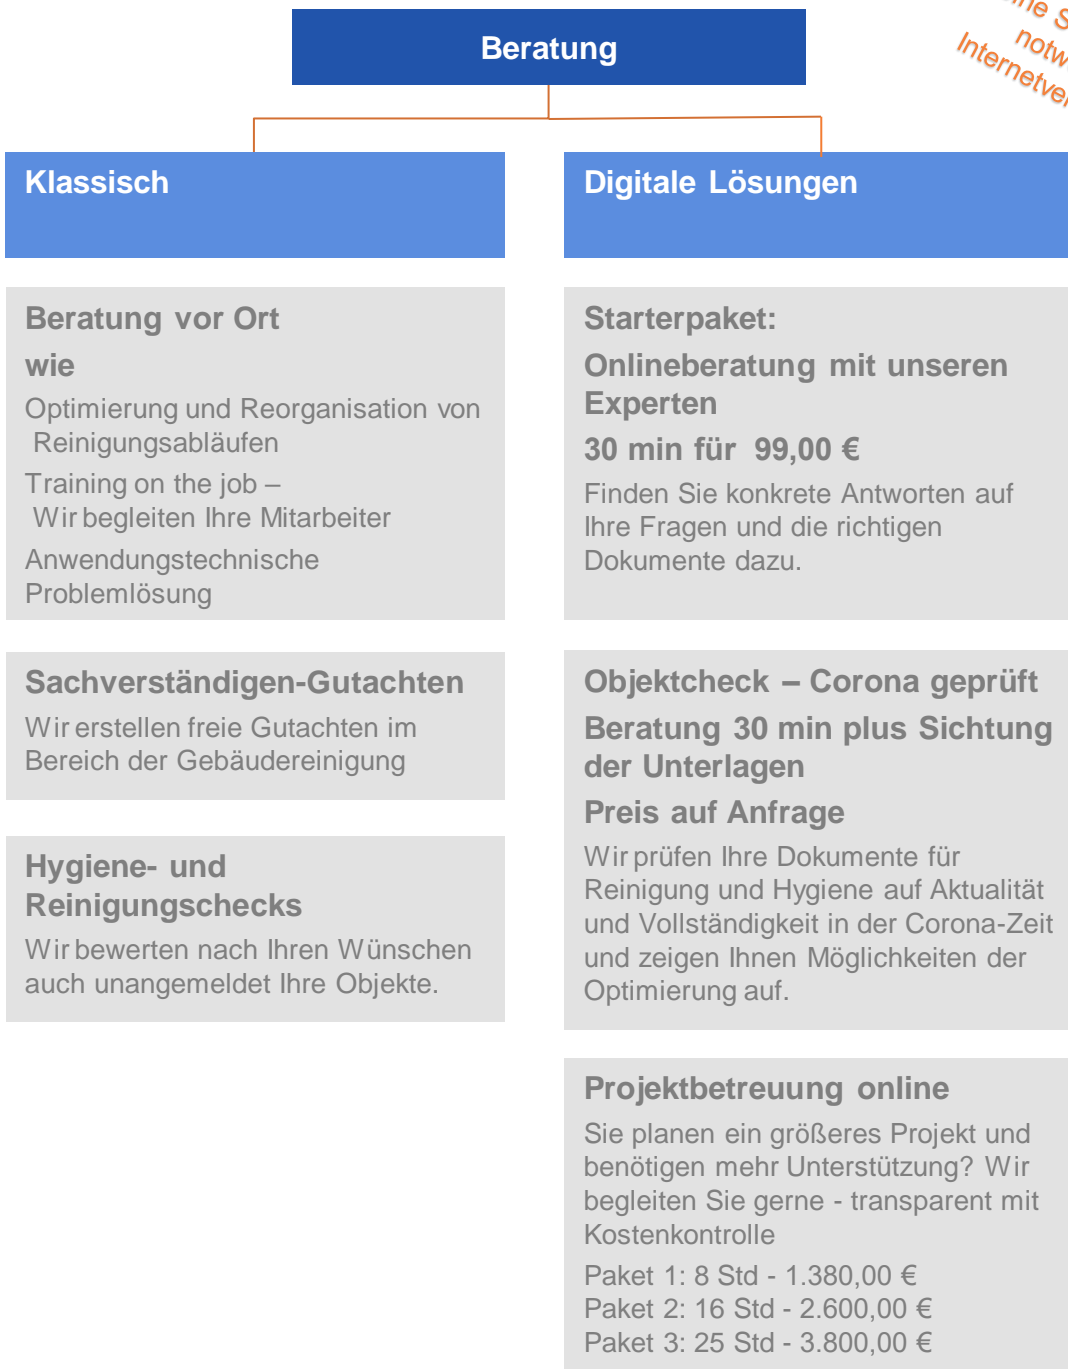 Beratung
Klassisch
Beratung vor Ort
wie
Optimierung und Reorganisation von
Reinigungsabläufen
Training on the job –
Wir begleiten Ihre Mitarbeiter
Anwendungstechnische
Problemlösung
Sachverständigen-Gutachten
Wir erstellen freie Gutachten im
Bereich der Gebäudereinigung
Hygiene- und
Reinigungschecks
Wir bewerten nach Ihren Wünschen
auch unangemeldet Ihre Objekte.
Digitale Lösungen
Starterpaket:
Onlineberatung mit unseren
Experten
30 min für 99,00 €
Finden Sie konkrete Antworten auf
Ihre Fragen und die richtigen
Dokumente dazu.
Objektcheck – Corona geprüft
Beratung 30 min plus Sichtung
der Unterlagen
Preis auf Anfrage
Wir prüfen Ihre Dokumente für
Reinigung und Hygiene auf Aktualität
und Vollständigkeit in der Corona-Zeit
und zeigen Ihnen Möglichkeiten der
Optimierung auf.
Projektbetreuung online
Sie planen ein größeres Projekt und
benötigen mehr Unterstützung? Wir
begleiten Sie gerne - transparent mit
Kostenkontrolle
Paket 1: 8 Std - 1.380,00 €
Paket 2: 16 Std - 2.600,00 €
Paket 3: 25 Std - 3.800,00 €